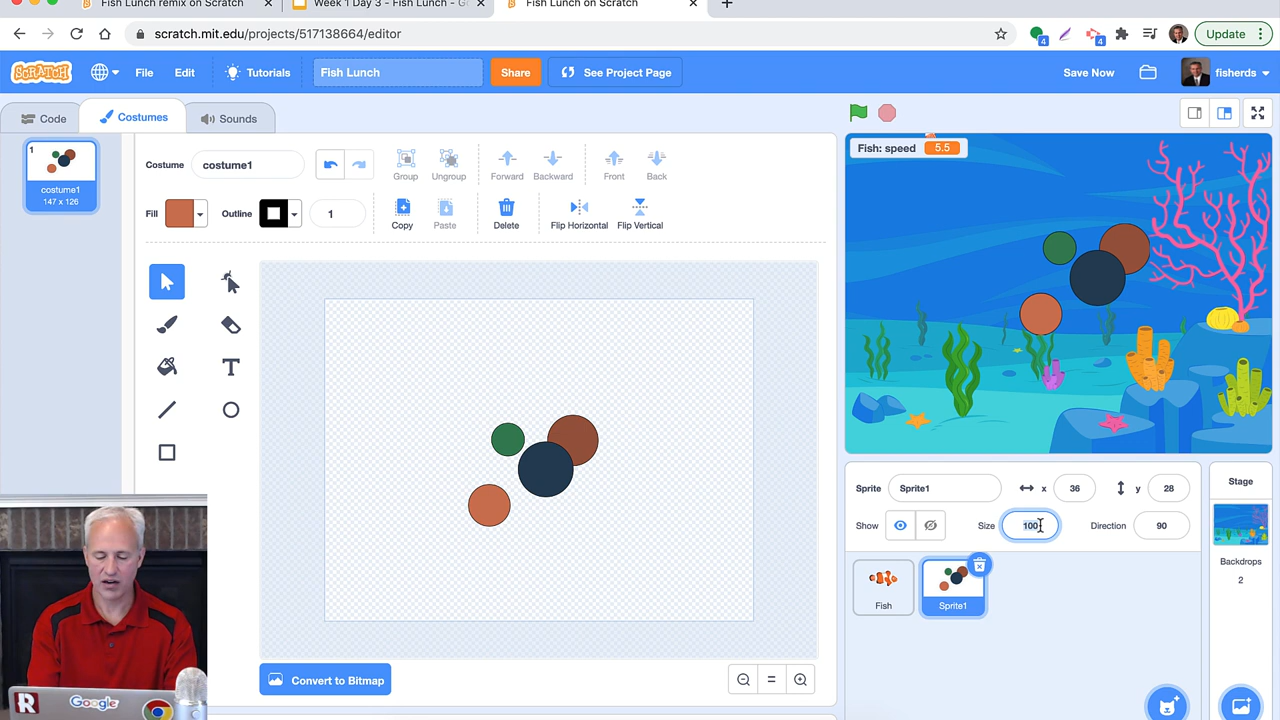 Fish Lunch remix on Scratch
Week 1 Day 3 - Fish Lunch - G
Fish Lunch on Scratch
scratch.mit.edu/projects/517138664/editor
4
4
Update
SCRATCH
File
Edit
Tutorials
Fish Lunch
Share
See Project Page
Save Now
fisherds
Code
Costumes
Sounds
1
costume1
147 x 126
Costume
costume1
Group
Ungroup
Forward
Backward
Front
Back
Fill
Outline
1
Copy
Paste
Delete
Flip Horizontal
Flip Vertical
T
Convert to Bitmap
Fish: speed 5.5
Sprite
Sprite1
x
36
y
28
Show
Size
100
Direction
90
Fish
Sprite1
Stage
Backdrops
2
R
Google